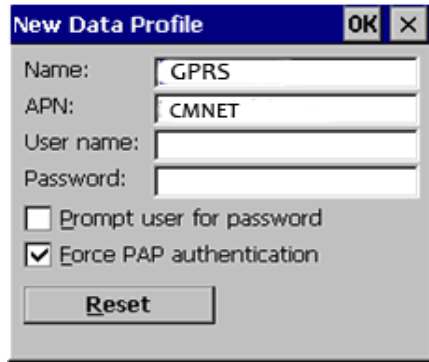 New Data Profile OK ×
Name: GPRS
APN: CMNET
User name:
Password:
Prompt user for password
Force PAP authentication
Reset